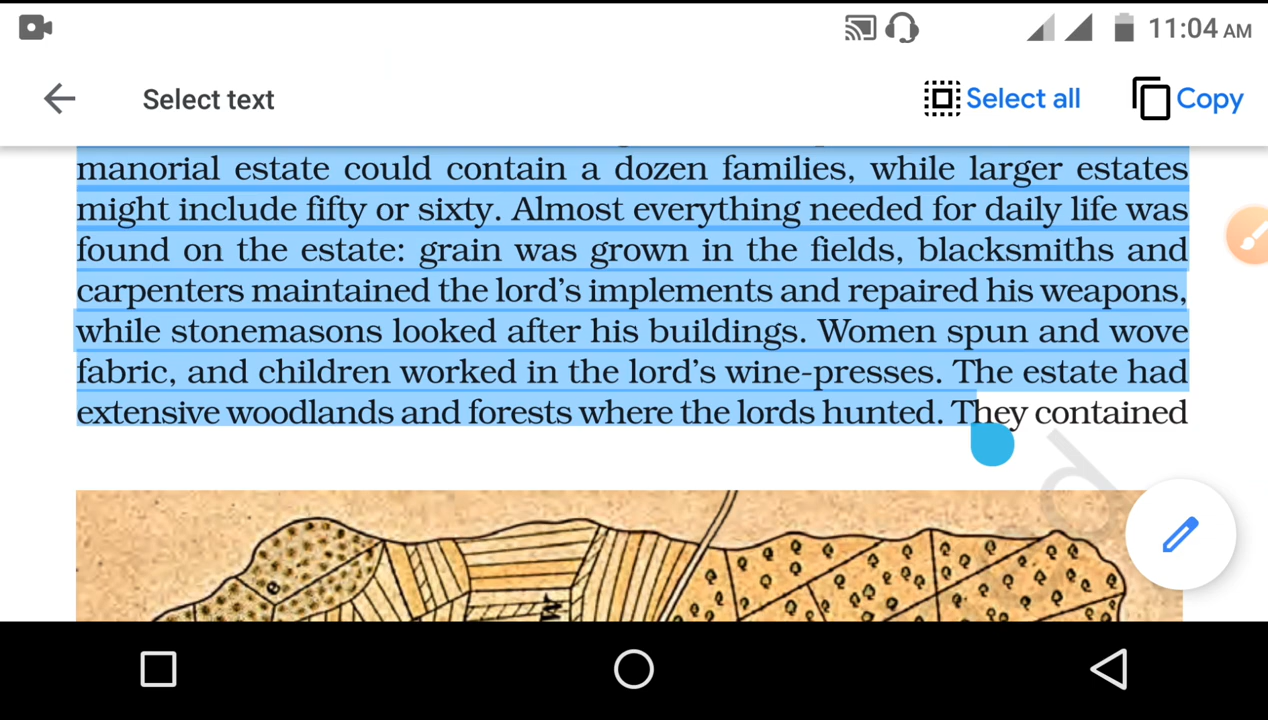 11:04 AM
Select text
Select all
Copy
manorial estate could contain a dozen families, while larger estates
might include fifty or sixty. Almost everything needed for daily life was
found on the estate: grain was grown in the fields, blacksmiths and
carpenters maintained the lord's implements and repaired his weapons,
while stonemasons looked after his buildings. Women spun and wove
fabric, and children worked in the lord's wine-presses. The estate had
extensive woodlands and forests where the lords hunted. They contained
d